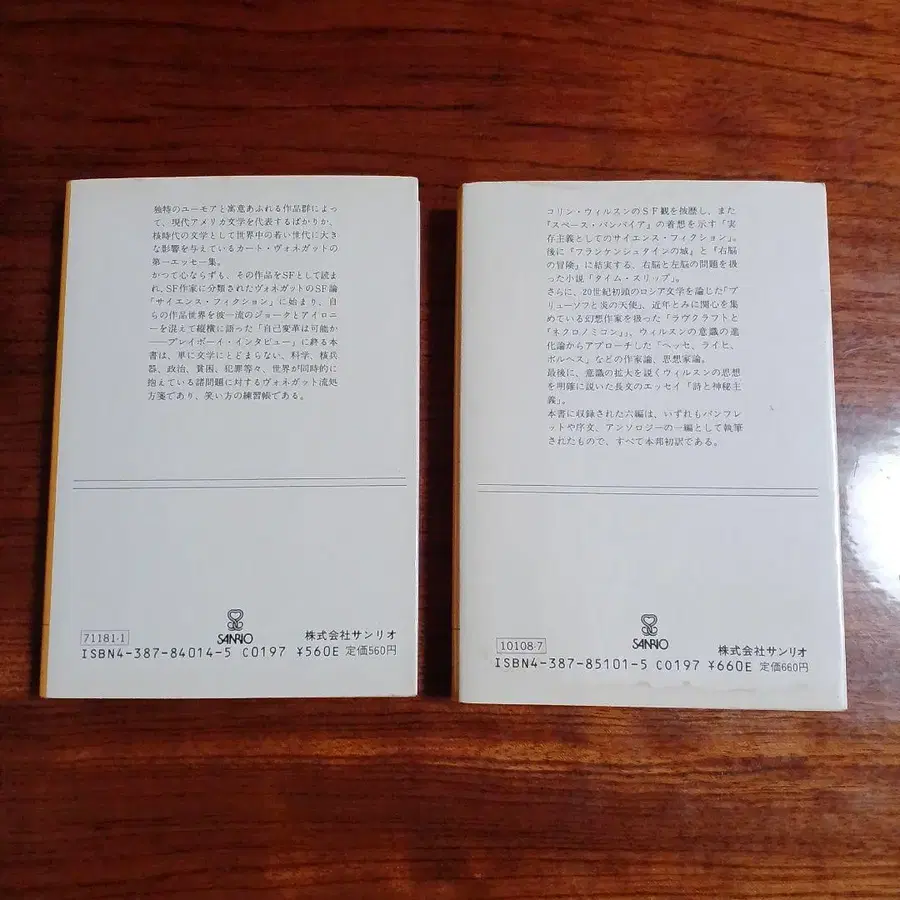 独特のユーモアと寓意あふれる作品群によっ
て、現代アメリカ文学を代表するばかりか、
核時代の文学として世界中の若い世代に大き
な影響を与えているカート・ヴォネガットの
第一エッセー集。
かつて心ならずも、その作品をSFとして読ま
れ、SF作家に分類されたヴォネガットのSF論
「サイエンス・フィクション」に始まり、自
らの作品世界を彼一流のジョークとアイロニ
ーを混えて縦横に語った「自己変革は可能か
――プレイボーイ・インタビュー」に終る本
書は、単に文学にとどまらない、科学、核兵
器、政治、貧困、犯罪等々、世界が同時的に
抱えている諸問題に対するヴォネガット流処
方箋であり、笑い方の練習帳である。
71181-1
SANRIO
株式会社サンリオ
ISBN4-387-84014-5 C0197 ¥560E 定価560円
コリン・ウィルスンのSF観を披歴し、また
『スペース・バンパイア』の着想を示す「実
存主義としてのサイエンス・フィクション」。
後に『フランケンシュタインの城』と『右脳
の冒険』に結実する、右脳と左脳の問題を扱
った小説「タイム・スリップ」。
さらに、20世紀初頭のロシア文学を論じた「ブ
リューソフと炎の天使」、近年とみに関心を集
めている幻想作家を扱った「ラヴクラフトと
『ネクロノミコン』」、ウィルスンの意識の進
化論からアプローチした「ヘッセ、ライヒ、
ボルヘス」などの作家論、思想家論。
最後に、意識の拡大を説くウィルスンの思想
を明確に説いた長文のエッセイ「詩と神秘主
義」。
本書に収録された六編は、いずれもパンフレ
ットや序文、アンソロジーの一編として執筆
されたもので、すべて本邦初訳である。
10108-7
SANRIO
株式会社サンリオ
ISBN4-387-85101-5 C0197 ¥660E 定価660円